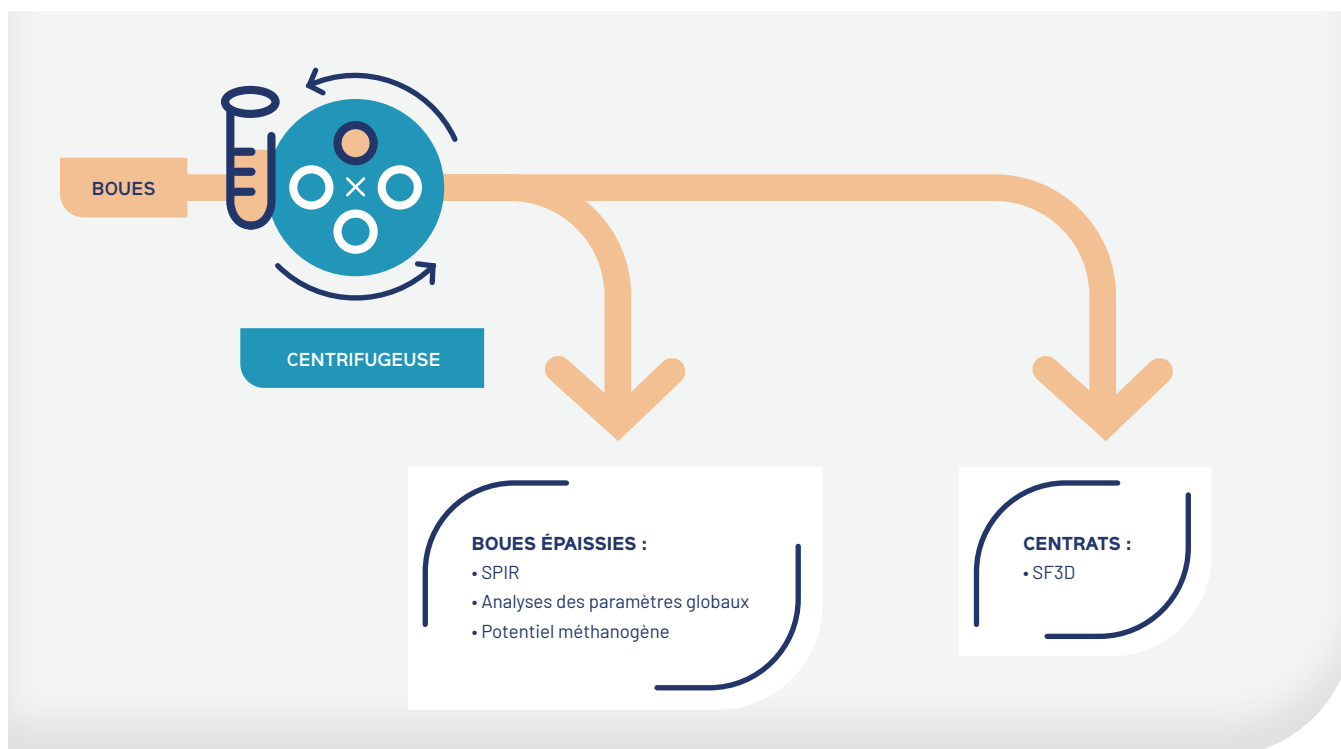 BOUES
CENTRIFUGEUSE
BOUES ÉPAISSIES :
• SPIR
• Analyses des paramètres globaux
• Potentiel méthanogène
CENTRATS :
• SF3D